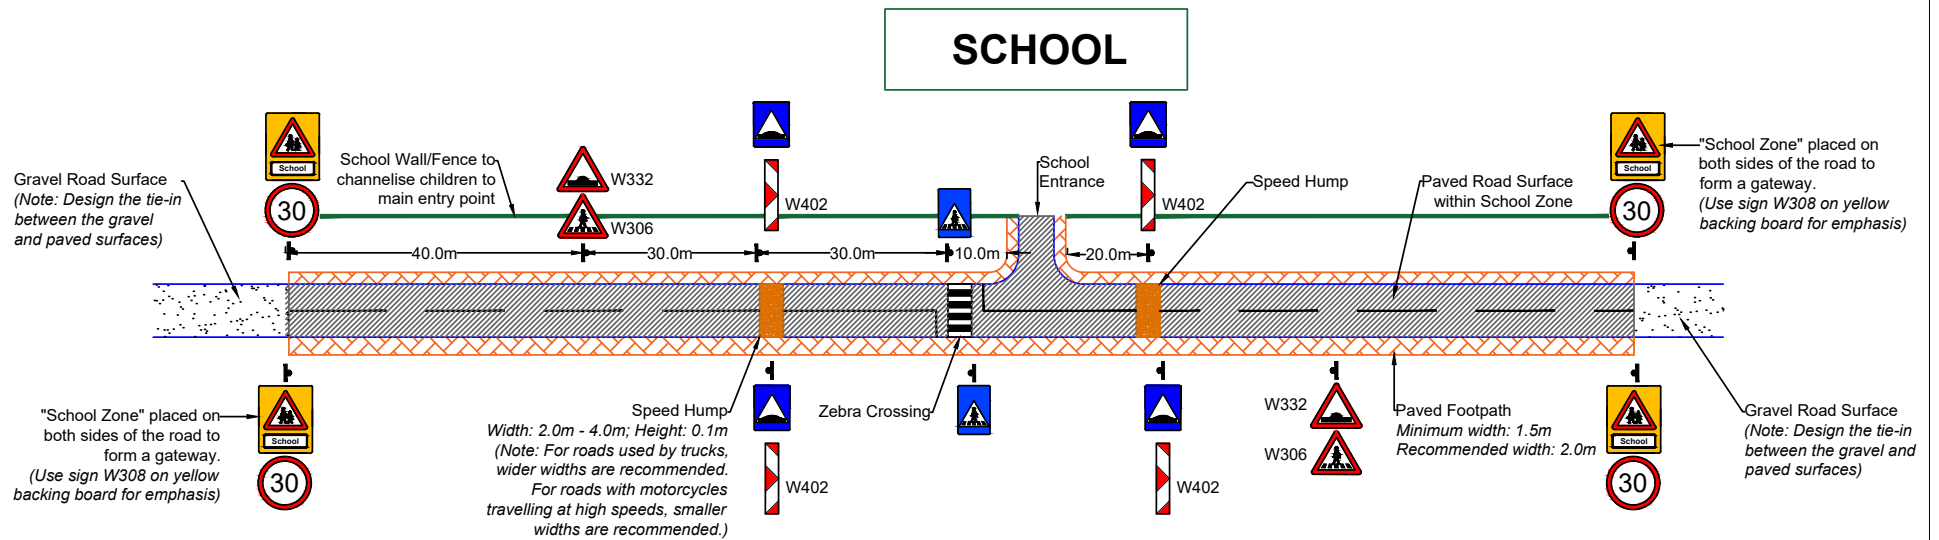 SCHOOL
School
30
School Wall/Fence to
channelise children to
main entry point
W332
W306
W402
School
Entrance
W402
Speed Hump
Paved Road Surface
within School Zone
School
30
"School Zone" placed on
both sides of the road to
form a gateway.
(Use sign W308 on yellow
backing board for emphasis)
Gravel Road Surface
(Note: Design the tie-in
between the gravel
and paved surfaces)
40.0m
30.0m
30.0m
10.0m
20.0m
"School Zone" placed on
both sides of the road to
form a gateway.
(Use sign W308 on yellow
backing board for emphasis)
School
30
Speed Hump
Width: 2.0m - 4.0m; Height: 0.1m
(Note: For roads used by trucks,
wider widths are recommended.
For roads with motorcycles
travelling at high speeds, smaller
widths are recommended.)
W402
Zebra Crossing
W402
W332
W306
Paved Footpath
Minimum width: 1.5m
Recommended width: 2.0m
School
30
Gravel Road Surface
(Note: Design the tie-in
between the gravel and
paved surfaces)